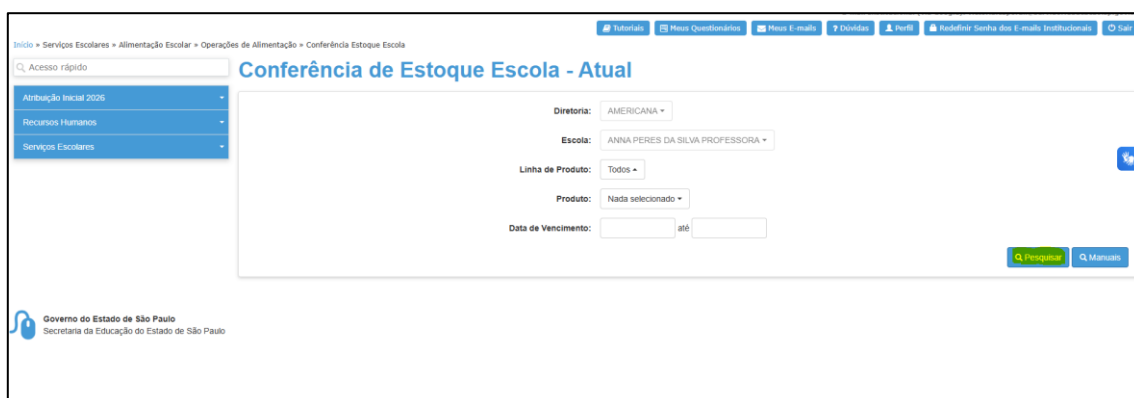 Tutoriais Meus Questionários Meus E-mails ? Dúvidas Perfil Redefinir Senha dos E-mails Institucionais Sair
Início » Serviços Escolares » Alimentação Escolar » Operações de Alimentação » Conferência Estoque Escola
Acesso rápido
Conferência de Estoque Escola - Atual
Atribuição Inicial 2026
Recursos Humanos
Serviços Escolares
Diretoria: AMERICANA
Escola: ANNA PERES DA SILVA PROFESSORA
Linha de Produto: Todos
Produto: Nada selecionado
Data de Vencimento: até
Pesquisar Manuais
Governo do Estado de São Paulo
Secretaria da Educação do Estado de São Paulo